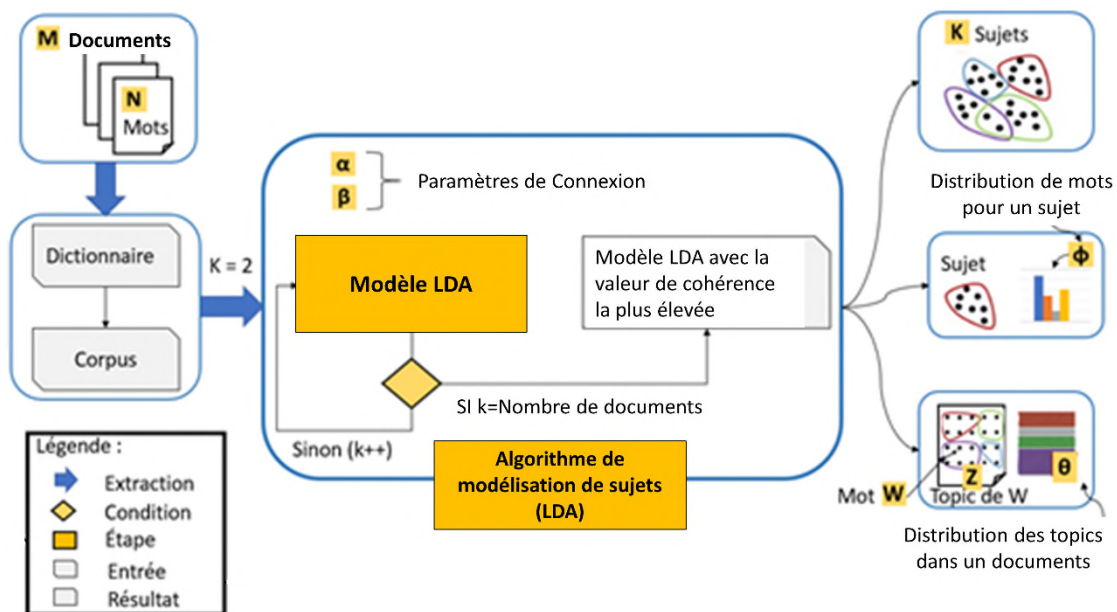 M Documents
N
Mots
Dictionnaire
Corpus
K = 2
α
β
Paramètres de Connexion
Modèle LDA
Modèle LDA avec la
valeur de cohérence
la plus élevée
SI k=Nombre de documents
Sinon (k++)
Algorithme de
modélisation de sujets
(LDA)
K Sujets
Distribution de mots
pour un sujet
Sujet
ϕ
Z
θ
Mot W
Topic de W
Distribution des topics
dans un documents
Légende :
Extraction
Condition
Étape
Entrée
Résultat